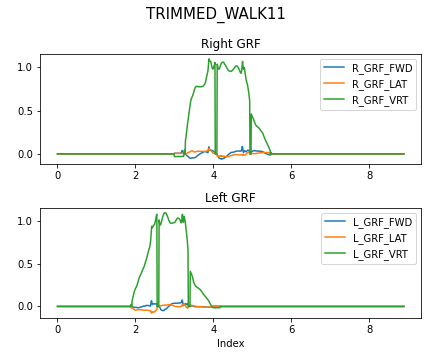 TRIMMED_WALK11
Right GRF
1.0
0.5
0.0
R_GRF_FWD
R_GRF_LAT
R_GRF_VRT
0 2 4 6 8
Left GRF
1.0
0.5
0.0
L_GRF_FWD
L_GRF_LAT
L_GRF_VRT
0 2 4 6 8
Index